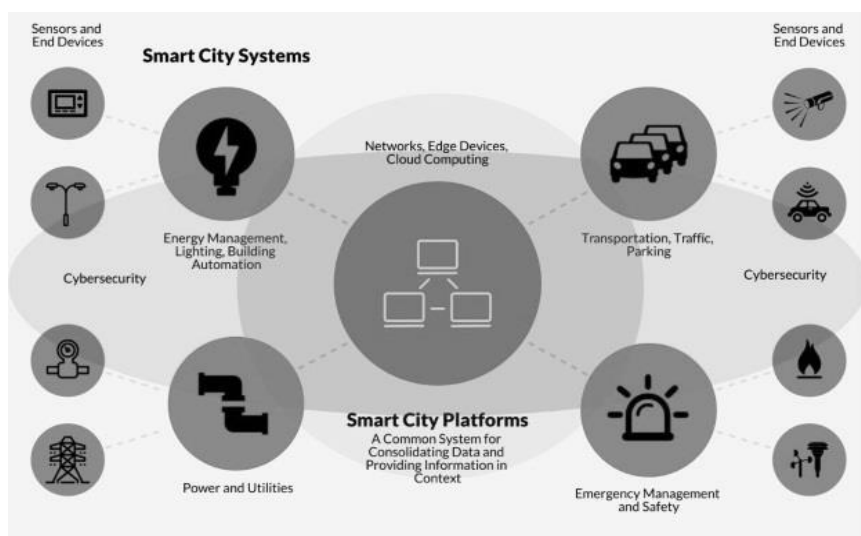 Sensors and
End Devices
Smart City Systems
Sensors and
End Devices
Networks, Edge Devices,
Cloud Computing
Energy Management,
Lighting, Building
Automation
Transportation, Traffic,
Parking
Cybersecurity
Cybersecurity
Smart City Platforms
A Common System for
Consolidating Data and
Providing Information in
Context
Power and Utilities
Emergency Management
and Safety